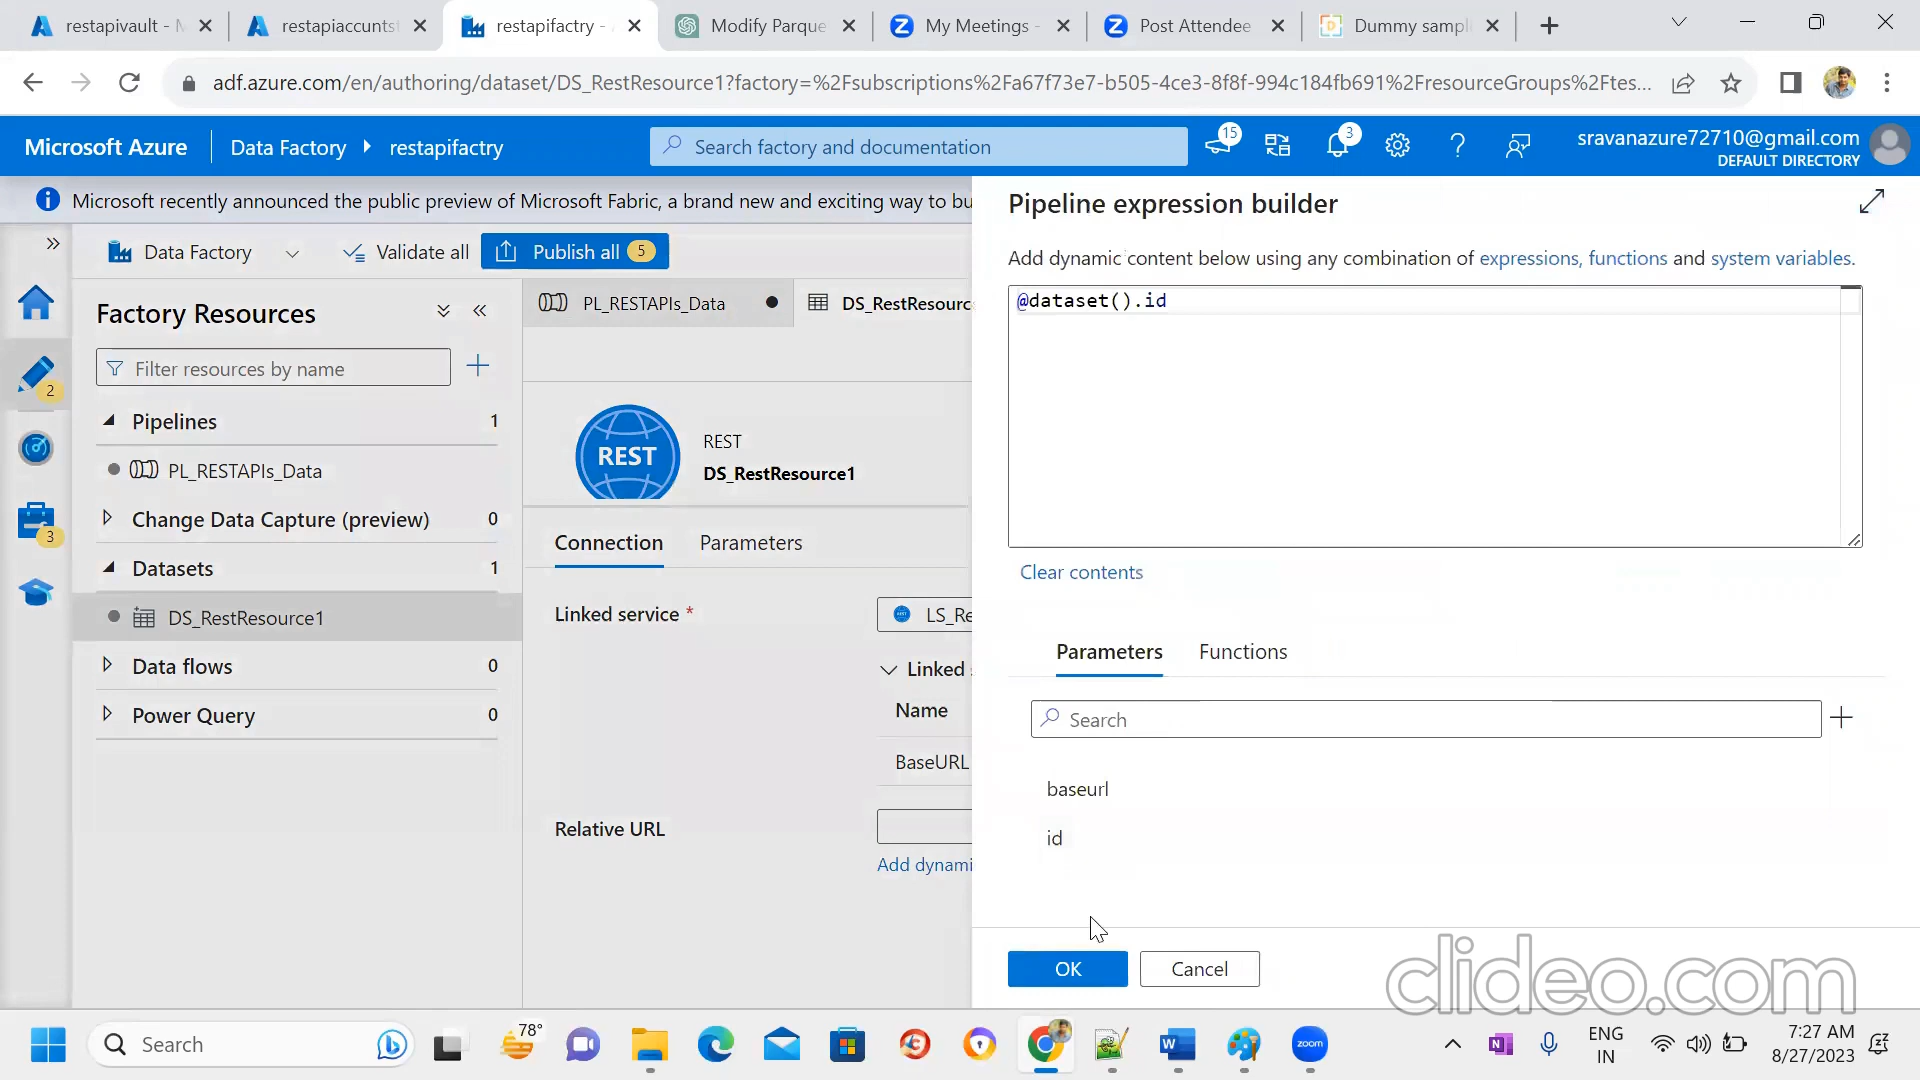 restapivault - M
restapiaccuntst
restapifactry -
Modify Parque
My Meetings -
Post Attendee
Dummy sampl
adf.azure.com/en/authoring/dataset/DS_RestResource1?factory=%2Fsubscriptions%2Fa67f73e7-b505-4ce3-8f8f-994c184fb691%2FresourceGroups%2Ftes...
Microsoft Azure
Data Factory
restapifactry
Search factory and documentation
15
3
sravanazure72710@gmail.com
DEFAULT DIRECTORY
Microsoft recently announced the public preview of Microsoft Fabric, a brand new and exciting way to bu
Data Factory
Validate all
Publish all 5
Factory Resources
Filter resources by name
2
3
Pipelines 1
PL_RESTAPIs_Data
Change Data Capture (preview) 0
Datasets 1
DS_RestResource1
Data flows 0
Power Query 0
PL_RESTAPIs_Data
DS_RestResourc
REST
REST
DS_RestResource1
Connection
Parameters
Linked service *
LS_Re
Linked s
Name
BaseURL
Relative URL
Add dynami
Pipeline expression builder
Add dynamic content below using any combination of expressions, functions and system variables.
@dataset().id
Clear contents
Parameters
Functions
Search
baseurl
id
OK
Cancel
clideo.com
Search
78°
zoom
ENG
IN
7:27 AM
8/27/2023